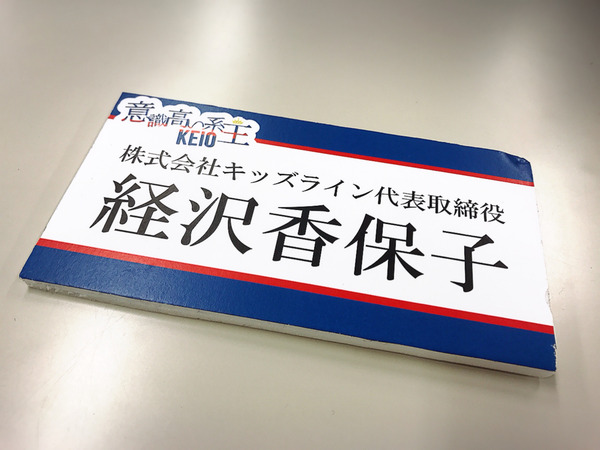 意識高い系王
KEIO
株式会社キッズライン代表取締役
経沢香保子